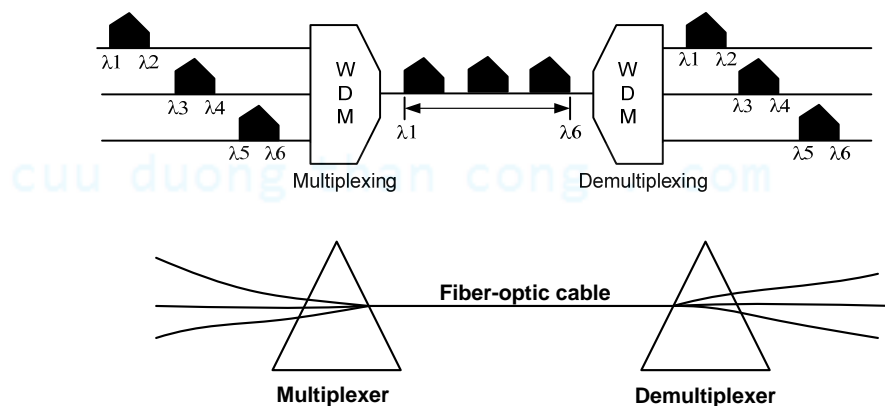 λ1 λ2 λ1 λ2
W
D
M
W
D
M
λ3 λ4 λ3 λ4
λ1 λ6
λ5 λ6 λ5 λ6
Multiplexing Demultiplexing
cuu duong than cong . com
Fiber-optic cable
Multiplexer Demultiplexer